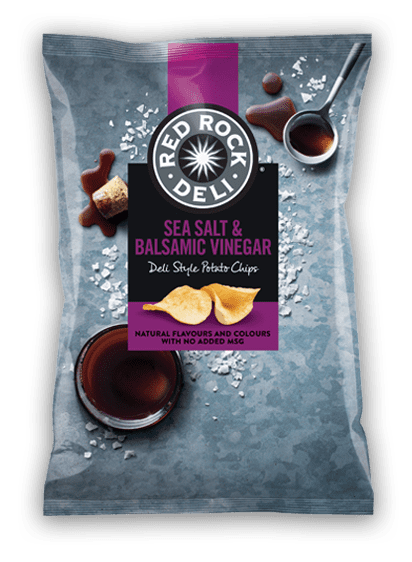 RED ROCK
DELI
SEA SALT &
BALSAMIC VINEGAR
Deli Style Potato Chips
NATURAL FLAVOURS AND COLOURS
WITH NO ADDED MSG